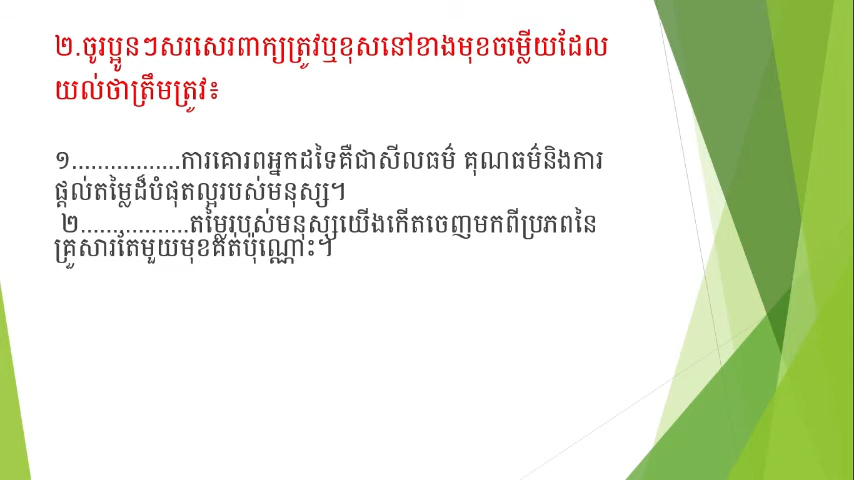 ២.ចូរប្អូនៗសរសេរពាក្យត្រូវឬខុសនៅខាងមុខចម្លើយដែល
យល់ថាត្រឹមត្រូវ៖
១.................ការគោរពអ្នកដទៃគឺជាសីលធម៌ គុណធម៌និងការ
ផ្តល់តម្លៃដ៏បំផុតល្អរបស់មនុស្ស។
២.................តម្លៃរបស់មនុស្សយើងកើតចេញមកពីប្រភពនៃ
គ្រួសារតែមួយមុខគត់ប៉ុណ្ណោះ។